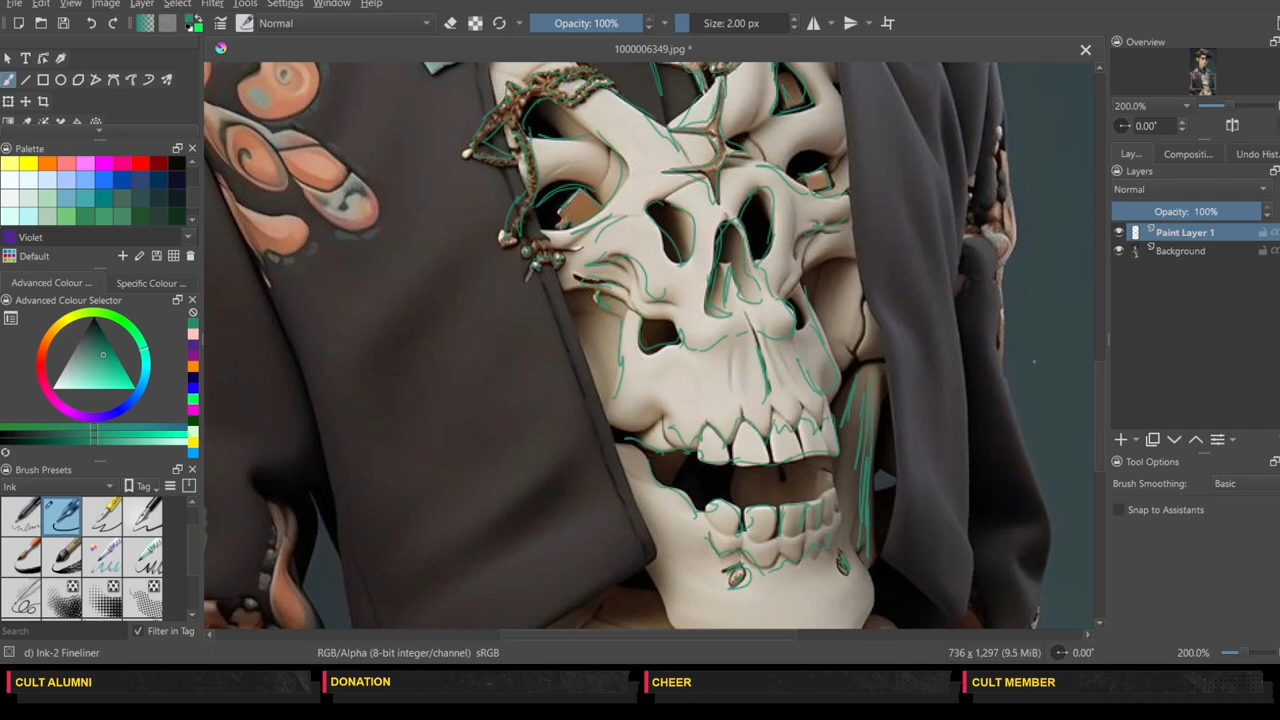 File Edit View Image Layer Select Filter Tools Settings Window Help
Normal Opacity: 100% Size: 2.00 px
1000006349.jpg *
Overview
200.0%
0.00°
Palette
Lay... Compositi... Undo Hist.
Layers
Normal
Opacity: 100%
Paint Layer 1
Background
Violet
Default
Advanced Colour ... Specific Colour ...
Advanced Colour Selector
Tool Options
Brush Smoothing: Basic
Snap to Assistants
Brush Presets
Ink Tag
Search Filter in Tag
d) Ink-2 Fineliner RGB/Alpha (8-bit integer/channel) sRGB 736 x 1,297 (9.5 MiB) 0.00° 200.0%
CULT ALUMNI DONATION CHEER CULT MEMBER